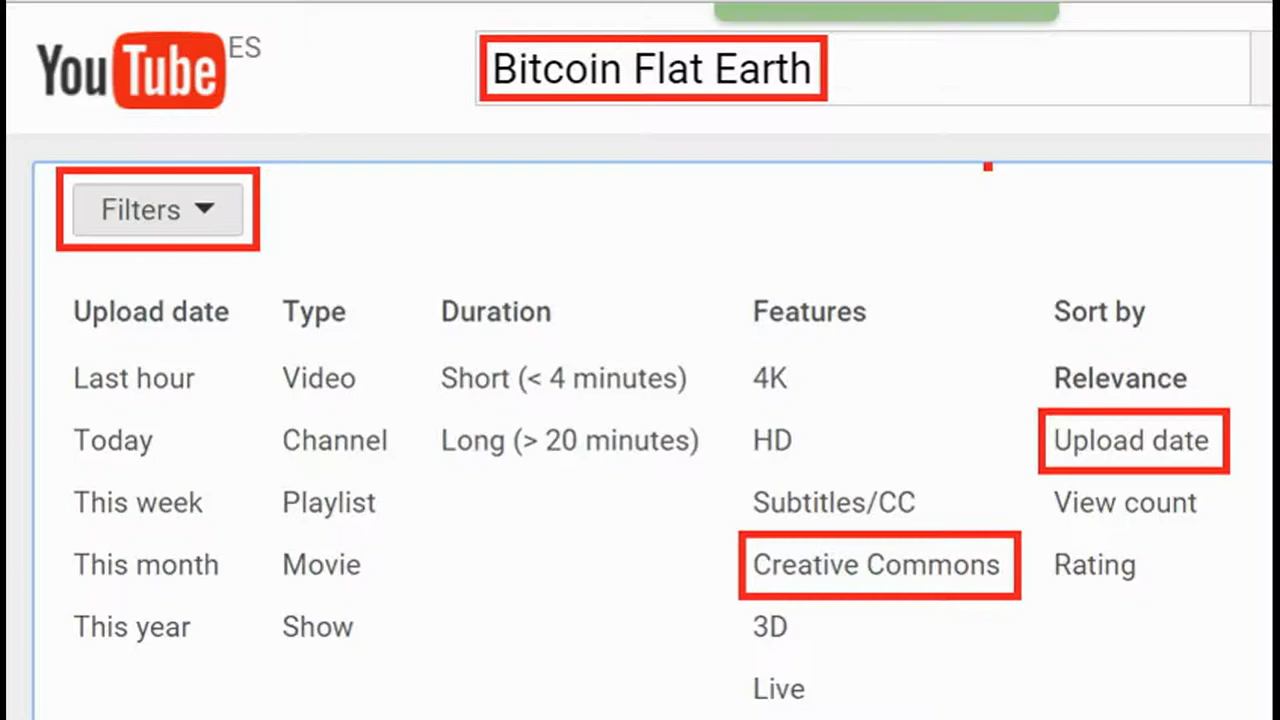 YouTube ES
Bitcoin Flat Earth
Filters
Upload date
Last hour
Today
This week
This month
This year
Type
Video
Channel
Playlist
Movie
Show
Duration
Short (< 4 minutes)
Long (> 20 minutes)
Features
4K
HD
Subtitles/CC
Creative Commons
3D
Live
Sort by
Relevance
Upload date
View count
Rating